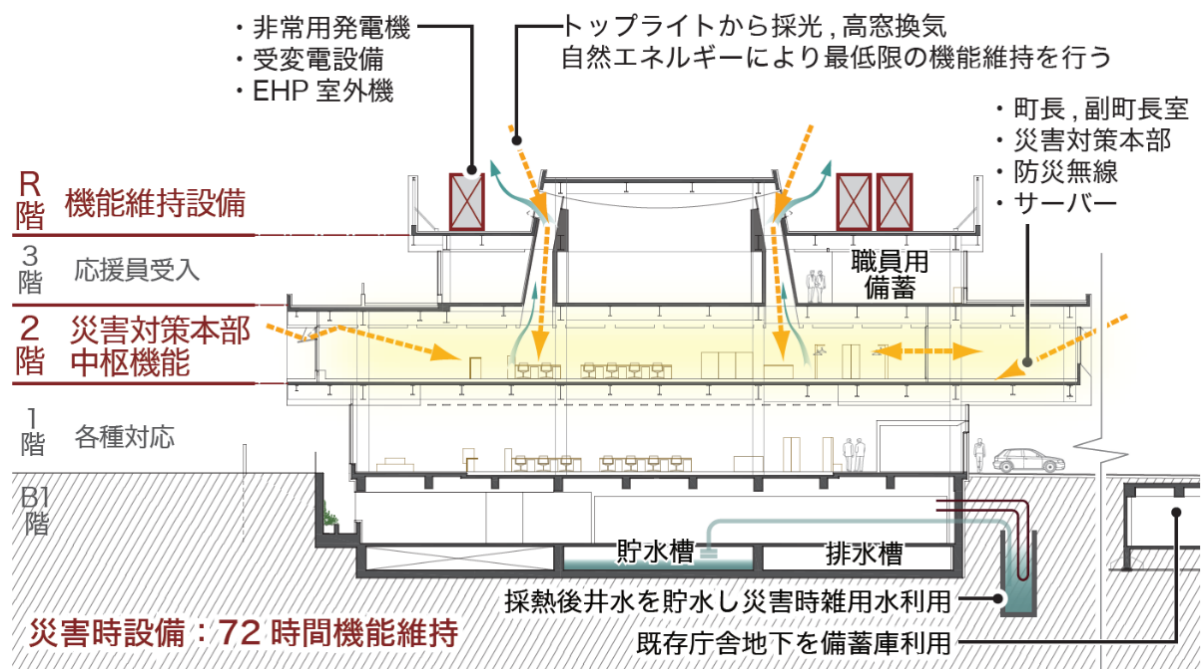 ・非常用発電機
・受変電設備
・EHP 室外機
トップライトから採光 , 高窓換気
自然エネルギーにより最低限の機能維持を行う
・町長 , 副町長室
・災害対策本部
・防災無線
・サーバー
R階 機能維持設備
3階 応援員受入
職員用
備蓄
2階 災害対策本部
中枢機能
1階 各種対応
B1階
貯水槽
排水槽
採熱後井水を貯水し災害時雑用水利用
既存庁舎地下を備蓄庫利用
災害時設備：72 時間機能維持